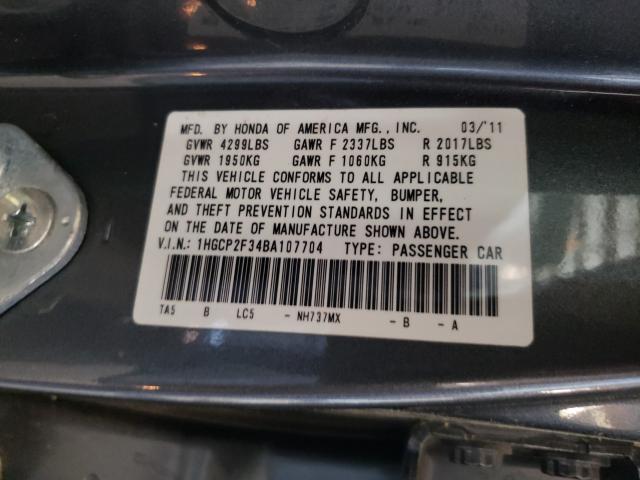 MFD. BY HONDA OF AMERICA MFG., INC. 03/'11
GVWR 4299LBS GAWR F 2337LBS R 2017LBS
GVWR 1950KG GAWR F 1060KG R 915KG
THIS VEHICLE CONFORMS TO ALL APPLICABLE
FEDERAL MOTOR VEHICLE SAFETY, BUMPER,
AND THEFT PREVENTION STANDARDS IN EFFECT
ON THE DATE OF MANUFACTURE SHOWN ABOVE.
V.I.N.: 1HGCP2F34BA107704 TYPE: PASSENGER CAR
TA5 B LC5 - NH737MX - B - A